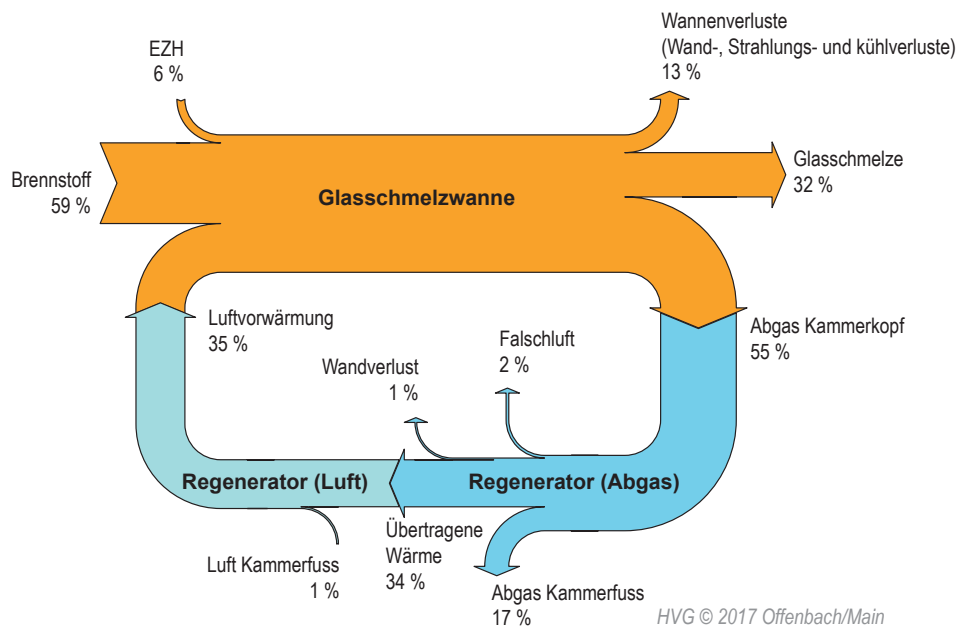 EZH
6 %
Wannenverluste
(Wand-, Strahlungs- und kühlverluste)
13 %
Brennstoff
59 %
Glasschmelzwanne
Glasschmelze
32 %
Luftvorwärmung
35 %
Wandverlust
1 %
Falschluft
2 %
Abgas Kammerkopf
55 %
Regenerator (Luft)
Regenerator (Abgas)
Luft Kammerfuss
1 %
Übertragene
Wärme
34 %
Abgas Kammerfuss
17 %
HVG © 2017 Offenbach/Main